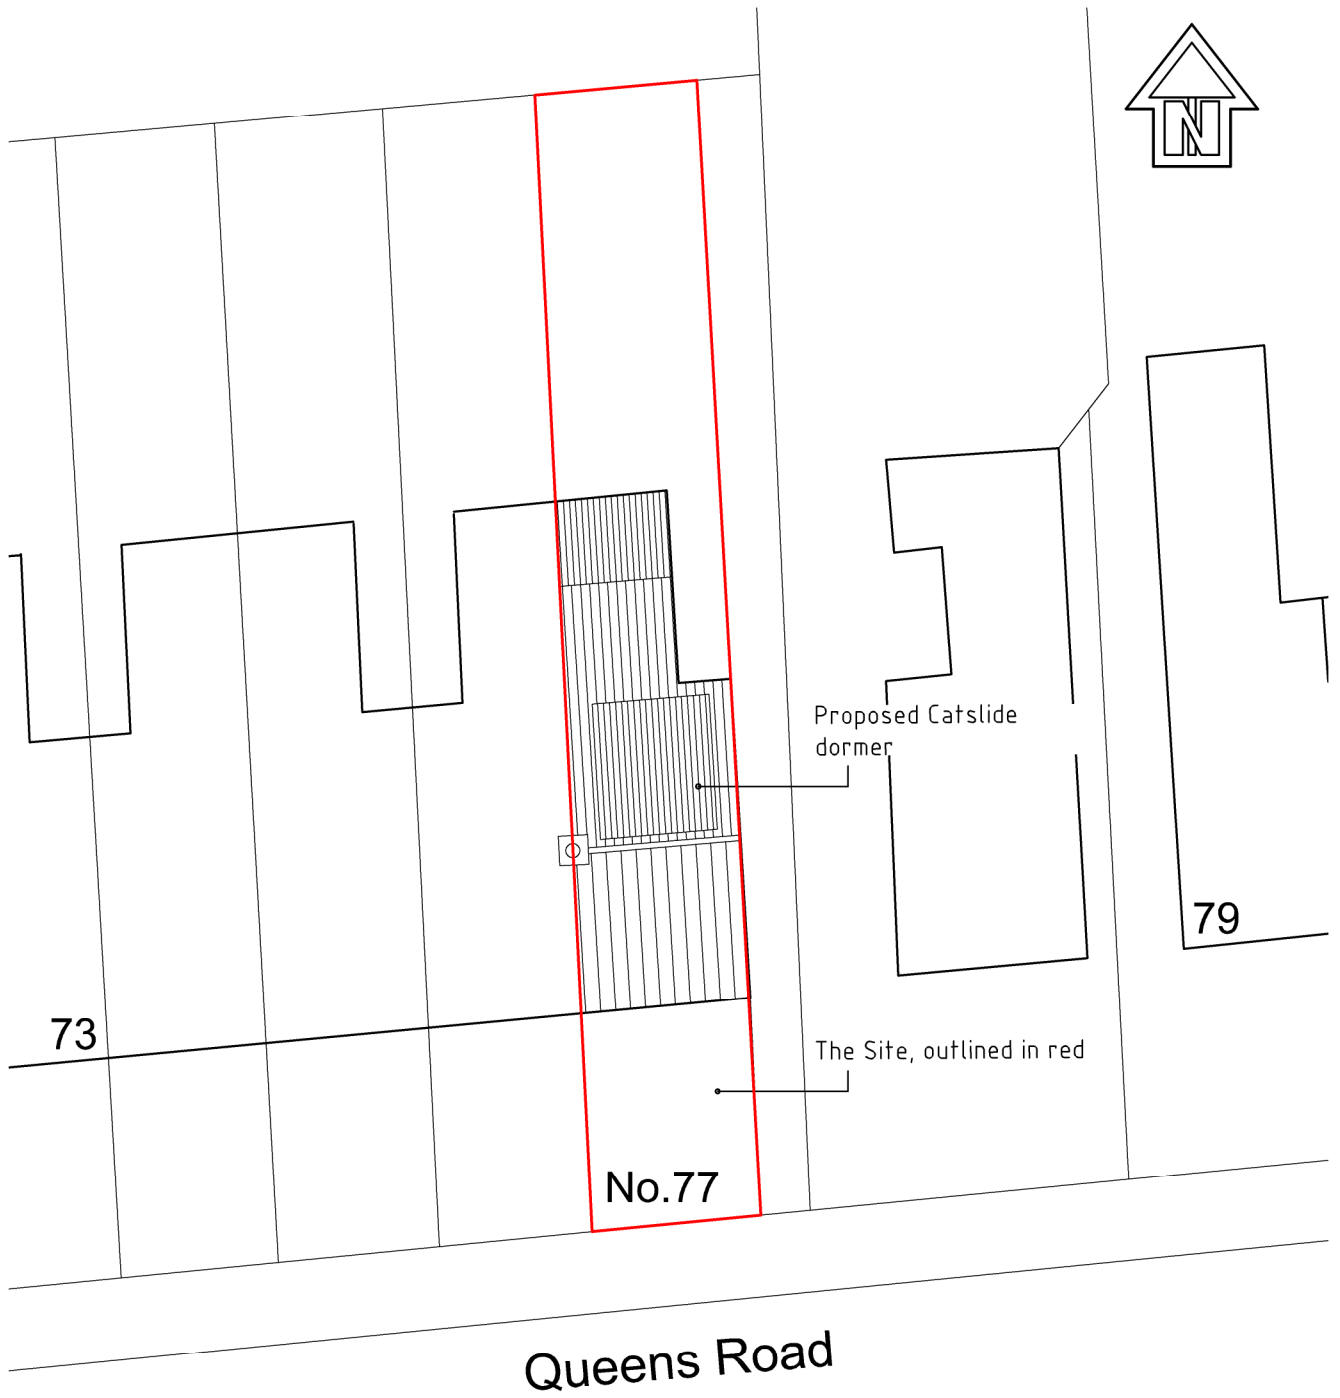 N
Proposed Catslide
dormer
79
73
The Site, outlined in red
No.77
Queens Road